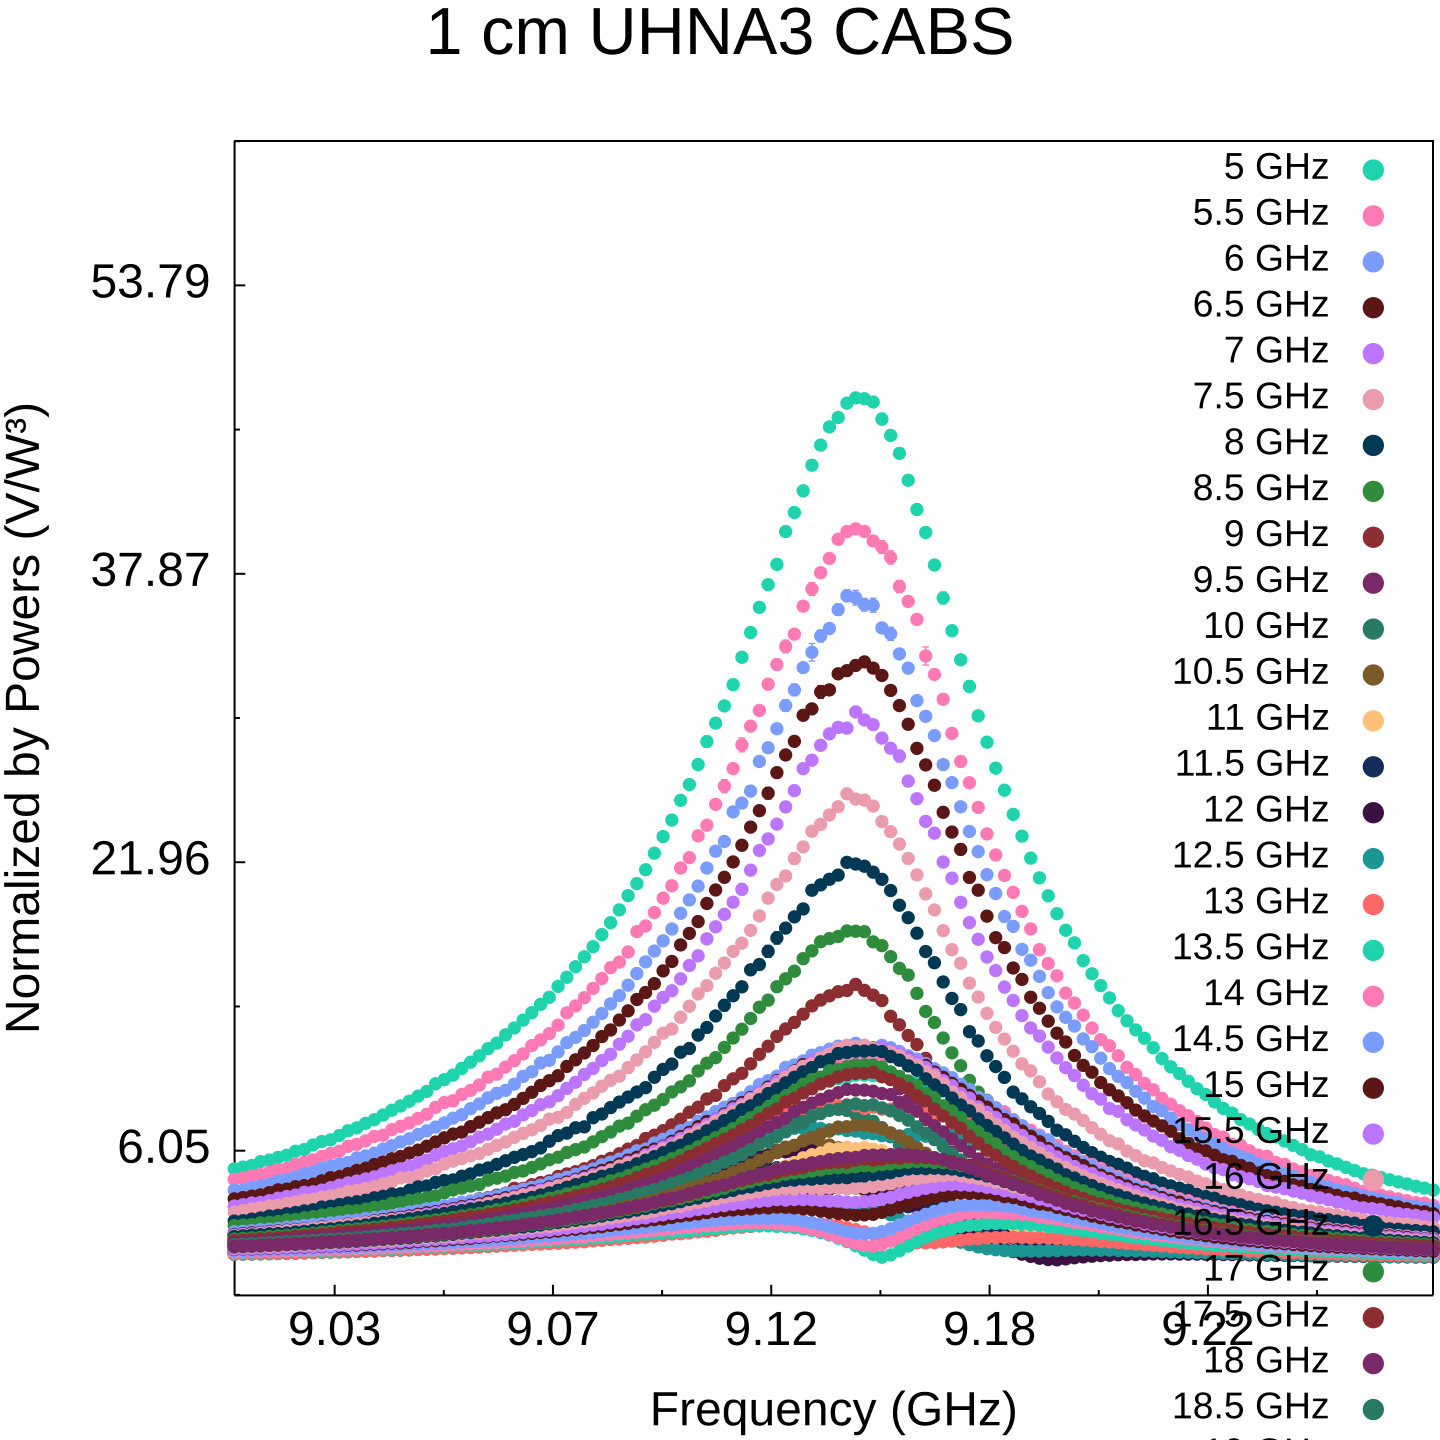 1 cm UHNA3 CABS
Normalized by Powers (V/W³)
53.79
37.87
21.96
6.05
5 GHz
5.5 GHz
6 GHz
6.5 GHz
7 GHz
7.5 GHz
8 GHz
8.5 GHz
9 GHz
9.5 GHz
10 GHz
10.5 GHz
11 GHz
11.5 GHz
12 GHz
12.5 GHz
13 GHz
13.5 GHz
14 GHz
14.5 GHz
15 GHz
15.5 GHz
16 GHz
16.5 GHz
17 GHz
17.5 GHz
18 GHz
18.5 GHz
9.03 9.07 9.12 9.18 9.22
Frequency (GHz)